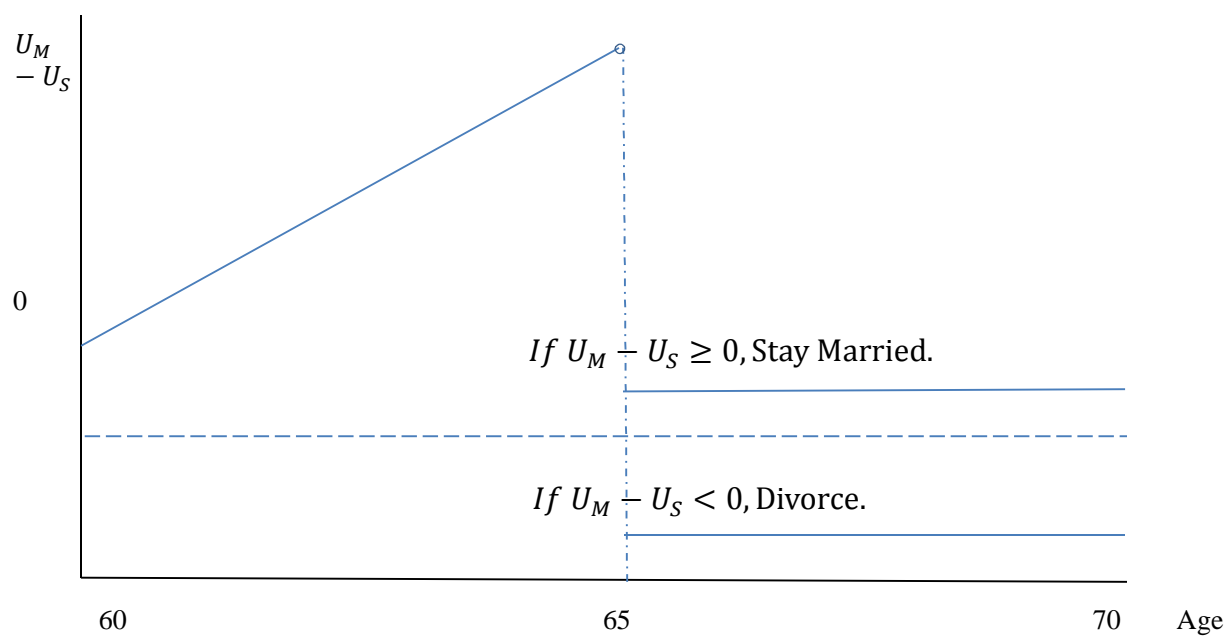 U_M
− U_S
0
If U_M − U_S ≥ 0, Stay Married.
If U_M − U_S < 0, Divorce.
60 65 70 Age